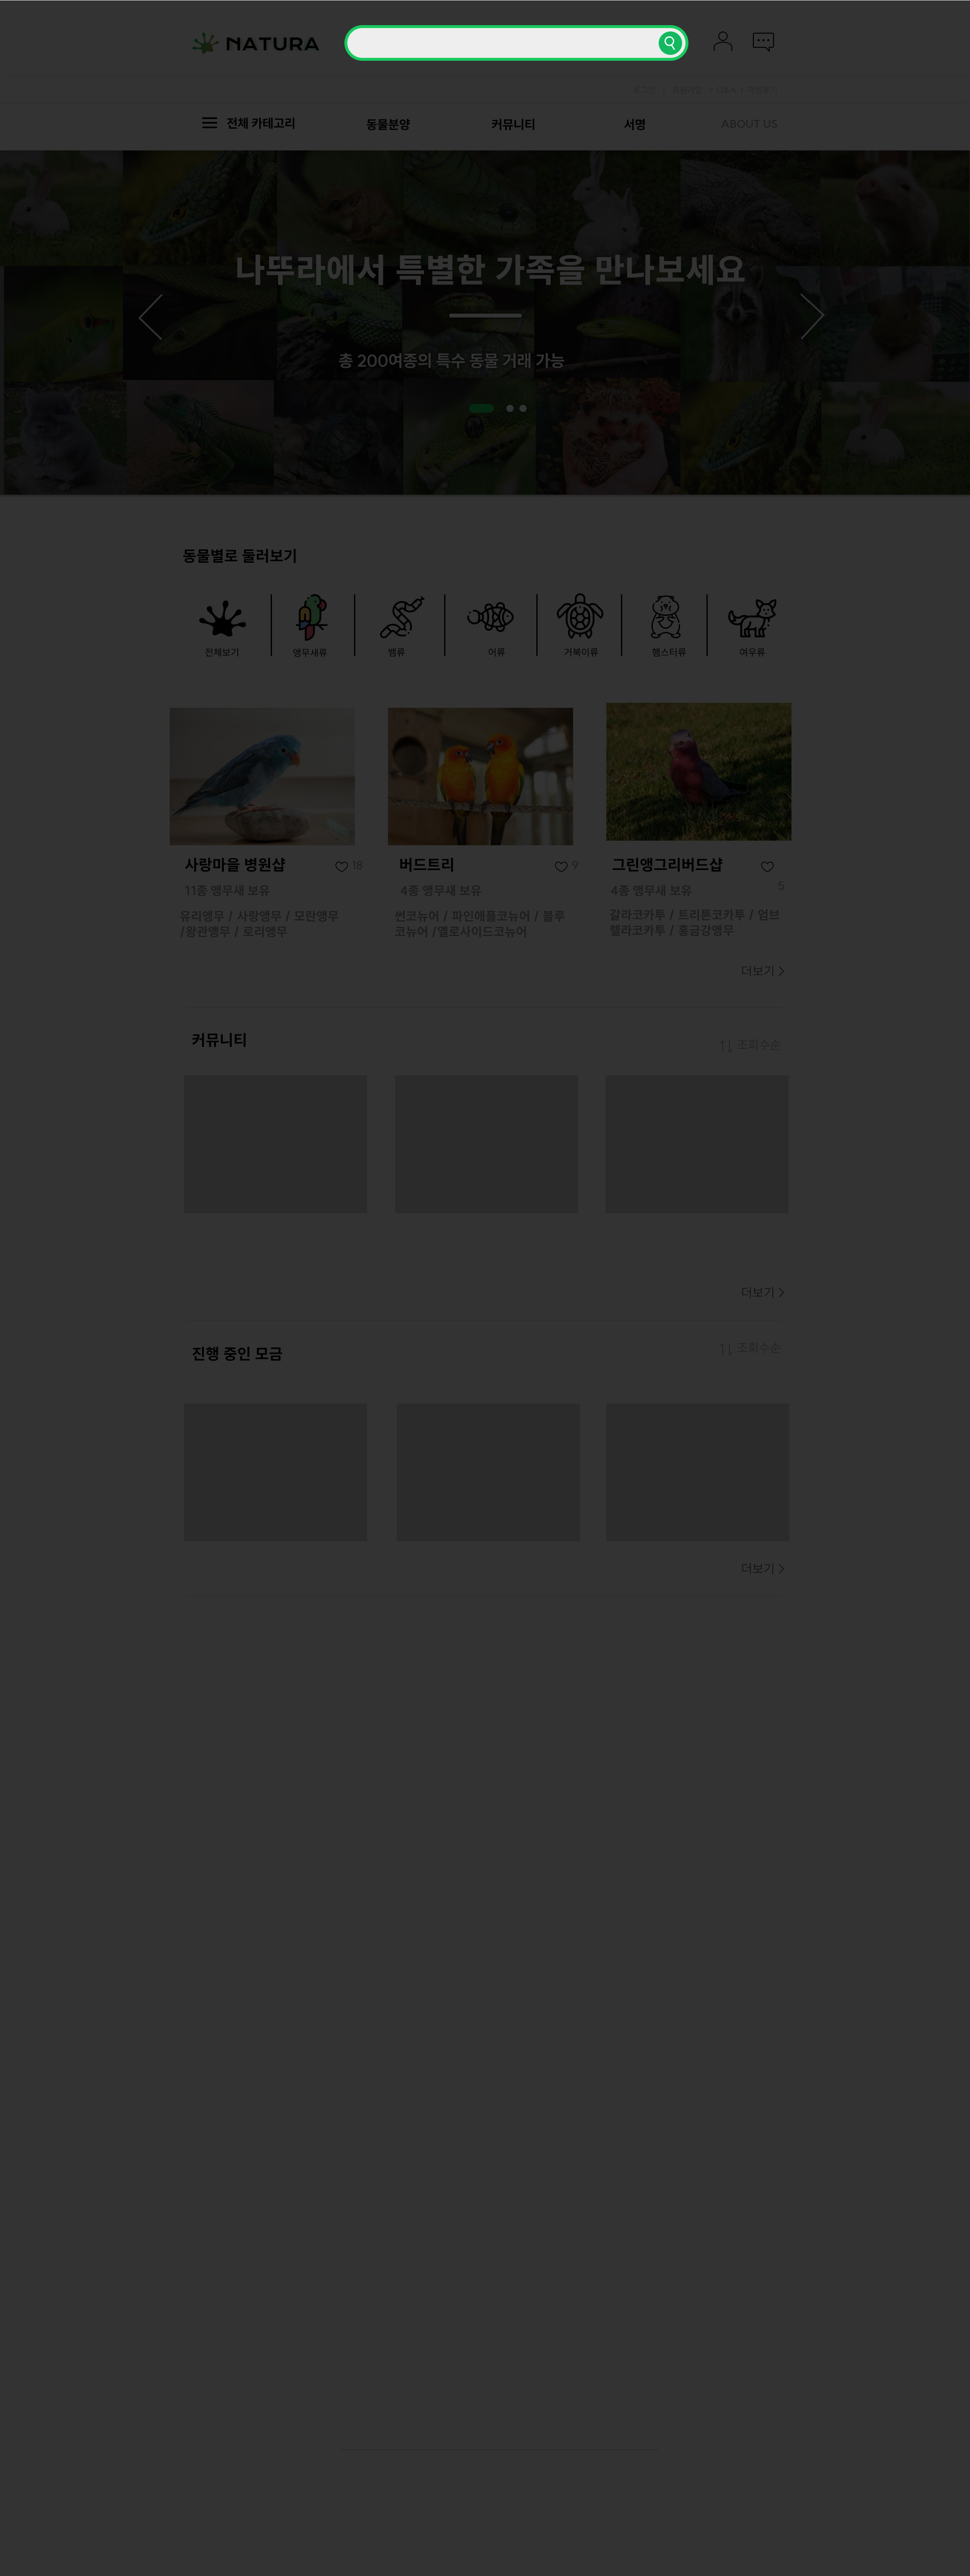 NATURA
로그인 | 회원가입 | Q&A |
전체 카테고리 동물분양 커뮤니티 서명 ABOUT US
나뚜라에서 특별한 가족을 만나보세요
총 200여종의 특수 동물 거래 가능
동물별로 둘러보기
전체보기 앵무새류 뱀류 어류 거북이류 햄스터류 여우류
사랑마을 병원샵 18
11종 앵무새 보유
유리앵무 / 사랑앵무 / 모란앵무
/왕관앵무 / 로리앵무
버드트리 9
4종 앵무새 보유
썬코뉴어 / 파인애플코뉴어 / 블루
코뉴어 /옐로사이드코뉴어
그린앵그리버드샵
5
4종 앵무새 보유
갈라코카투 / 트리톤코카투 / 엄브
렐라코카투 / 홍금강앵무
더보기
커뮤니티
조회수순
더보기
진행 중인 모금
조회수순
더보기